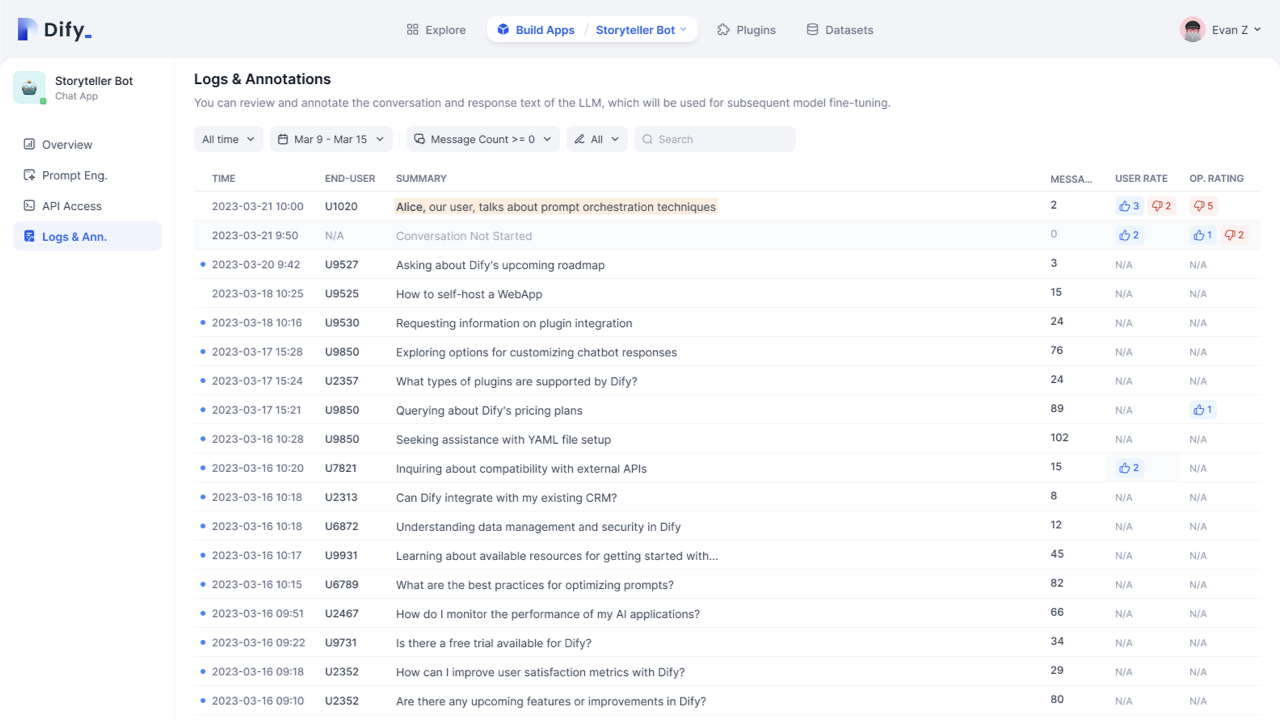 Dify_
Explore
Build Apps / Storyteller Bot
Plugins
Datasets
Evan Z
Storyteller Bot
Chat App
Overview
Prompt Eng.
API Access
Logs & Ann.
Logs & Annotations
You can review and annotate the conversation and response text of the LLM, which will be used for subsequent model fine-tuning.
All time Mar 9 - Mar 15 Message Count >= 0 All Search
TIME END-USER SUMMARY MESSA... USER RATE OP. RATING
2023-03-21 10:00 U1020 Alice, our user, talks about prompt orchestration techniques 2 3 2 5
2023-03-21 9:50 N/A Conversation Not Started 0 2 1 2
2023-03-20 9:42 U9527 Asking about Dify's upcoming roadmap 3 N/A N/A
2023-03-18 10:25 U9525 How to self-host a WebApp 15 N/A N/A
2023-03-18 10:16 U9530 Requesting information on plugin integration 24 N/A N/A
2023-03-17 15:28 U9850 Exploring options for customizing chatbot responses 76 N/A N/A
2023-03-17 15:24 U2357 What types of plugins are supported by Dify? 24 N/A N/A
2023-03-17 15:21 U9850 Querying about Dify's pricing plans 89 N/A 1
2023-03-16 10:28 U9850 Seeking assistance with YAML file setup 102 N/A N/A
2023-03-16 10:20 U7821 Inquiring about compatibility with external APIs 15 2 N/A
2023-03-16 10:18 U2313 Can Dify integrate with my existing CRM? 8 N/A N/A
2023-03-16 10:18 U6872 Understanding data management and security in Dify 12 N/A N/A
2023-03-16 10:17 U9931 Learning about available resources for getting started with... 45 N/A N/A
2023-03-16 10:15 U6789 What are the best practices for optimizing prompts? 82 N/A N/A
2023-03-16 09:51 U2467 How do I monitor the performance of my AI applications? 66 N/A N/A
2023-03-16 09:22 U9731 Is there a free trial available for Dify? 34 N/A N/A
2023-03-16 09:18 U2352 How can I improve user satisfaction metrics with Dify? 29 N/A N/A
2023-03-16 09:10 U2352 Are there any upcoming features or improvements in Dify? 80 N/A N/A